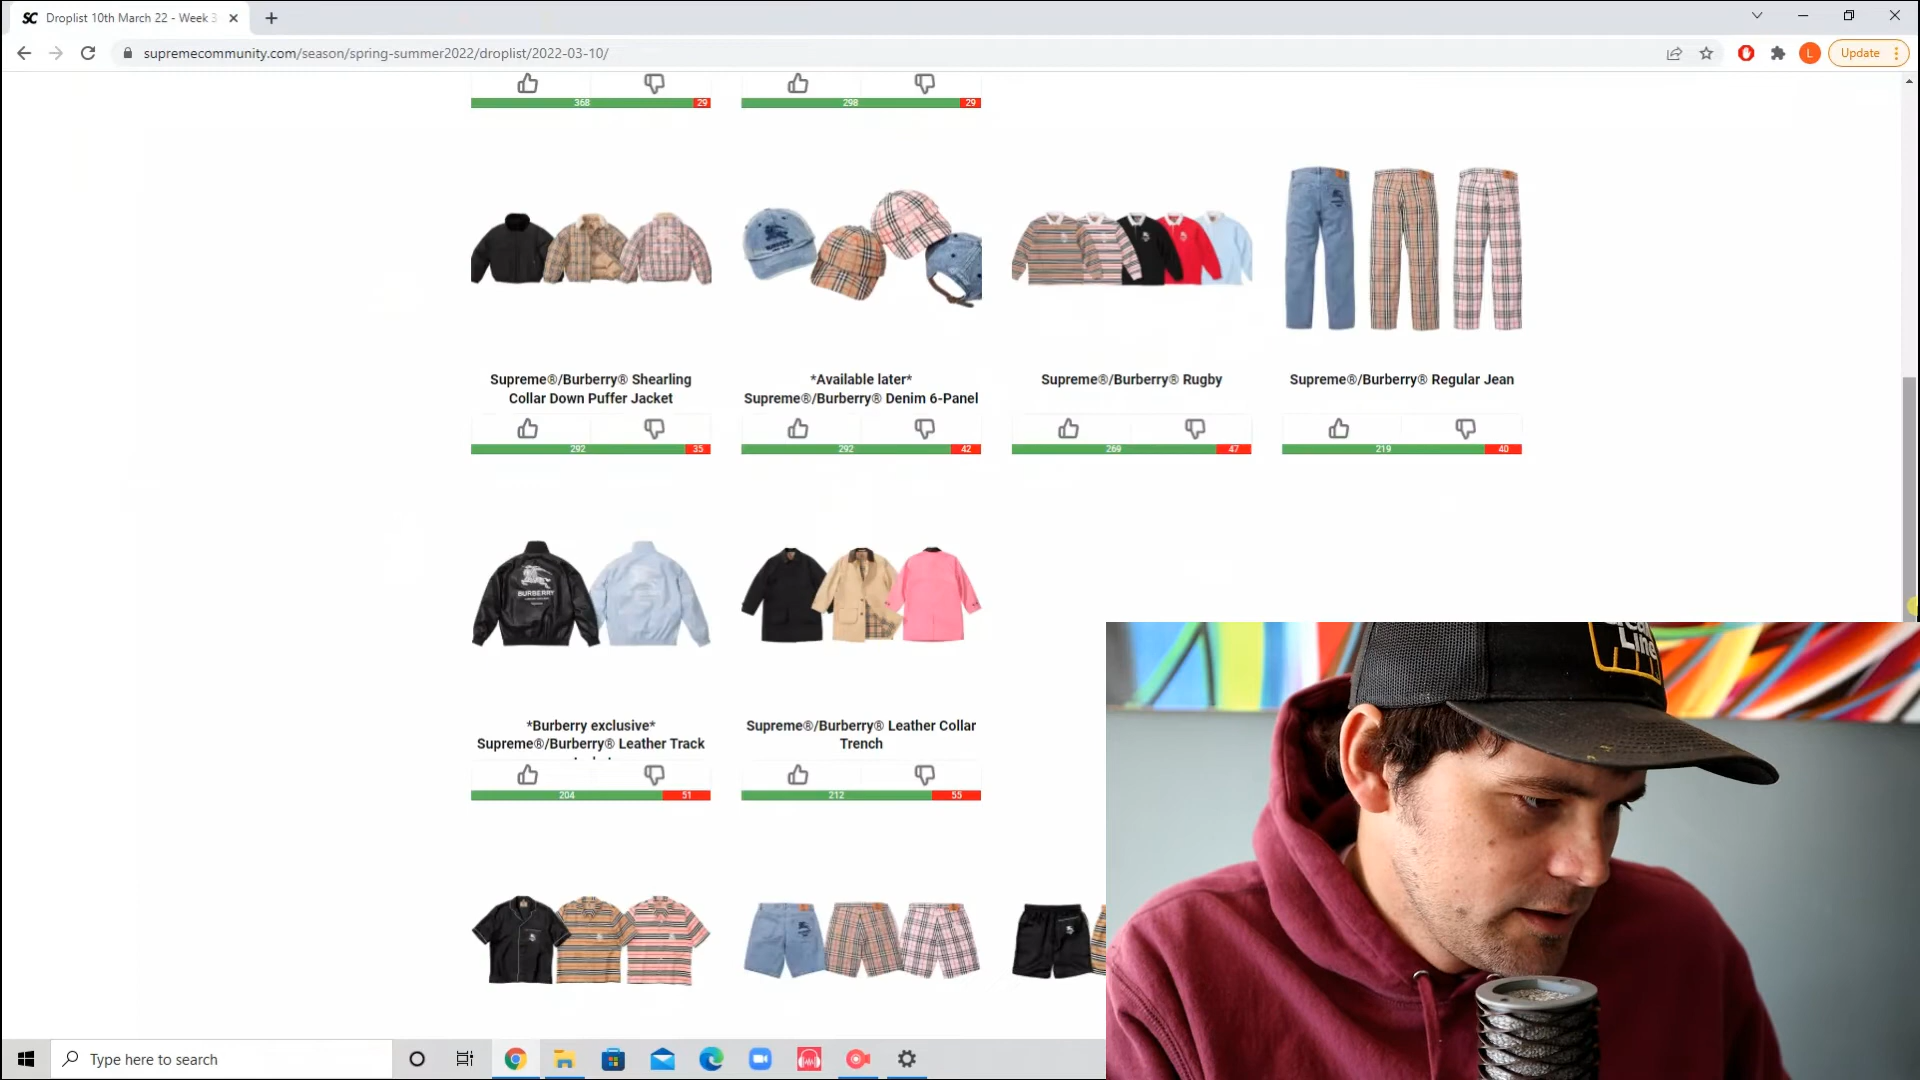 SC Droplist 10th March 22 - Week 3
supremecommunity.com/season/spring-summer2022/droplist/2022-03-10/
L
Update
368 29
298 29
Supreme®/Burberry® Shearling
Collar Down Puffer Jacket
292 35
*Available later*
Supreme®/Burberry® Denim 6-Panel
292 42
Supreme®/Burberry® Rugby
269 47
Supreme®/Burberry® Regular Jean
219 40
BURBERRY
*Burberry exclusive*
Supreme®/Burberry® Leather Track
204 51
Supreme®/Burberry® Leather Collar
Trench
212 55
Line
Type here to search